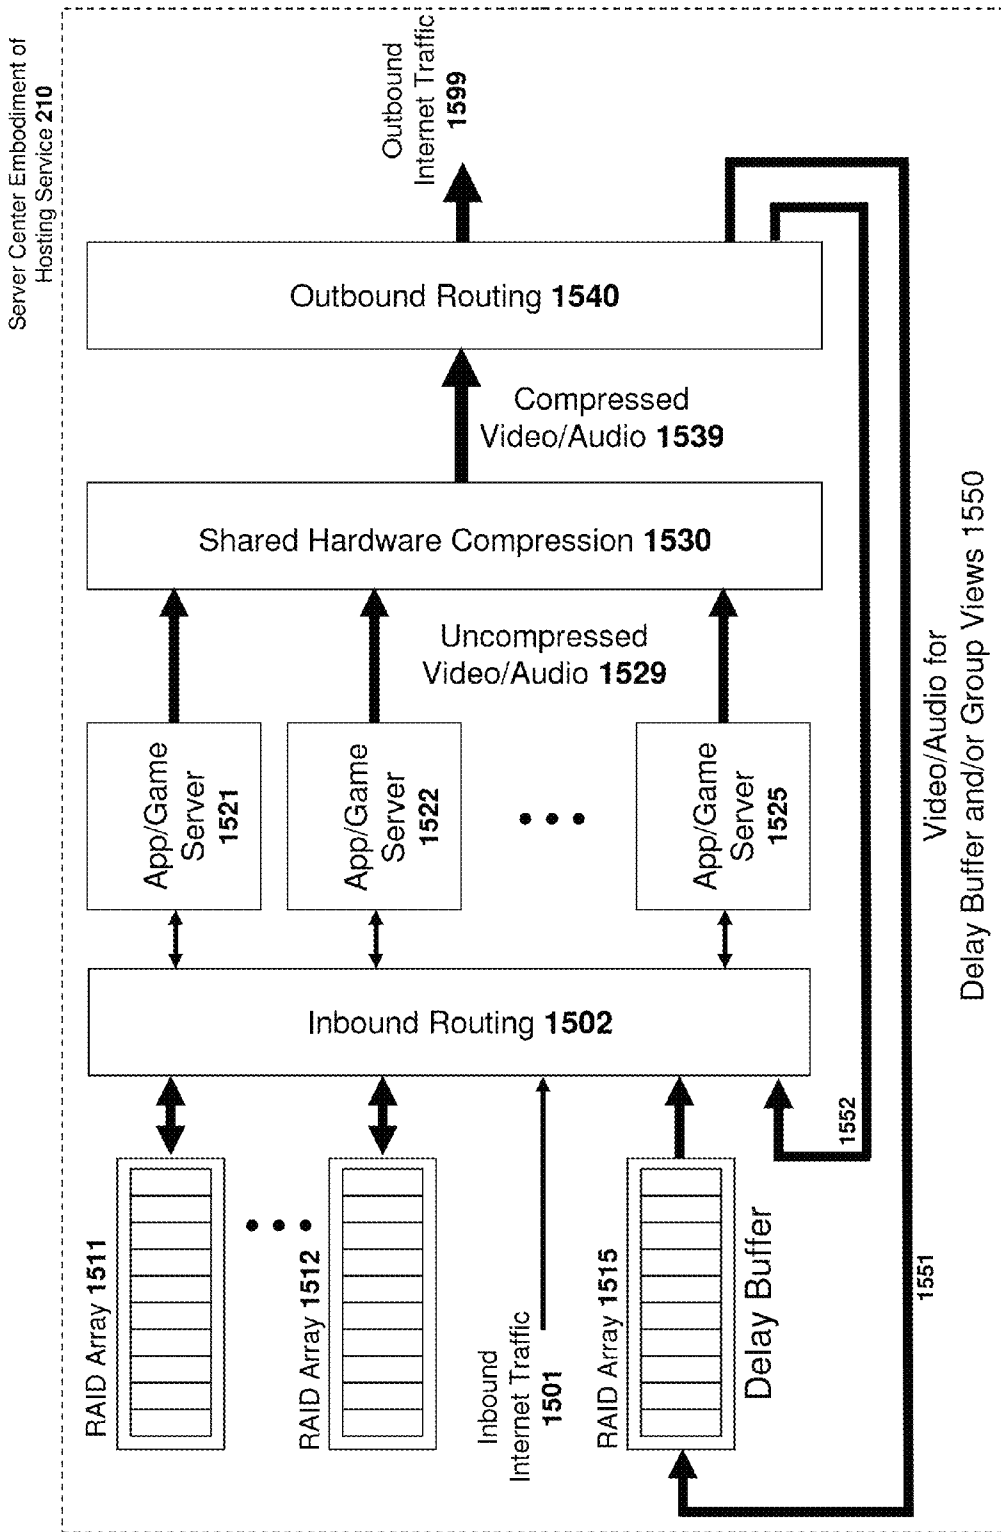 Server Center Embodiment of
Hosting Service 210
RAID Array 1511
RAID Array 1512
Inbound
Internet Traffic
1501
RAID Array 1515
Delay Buffer
Inbound Routing 1502
App/Game
Server
1521
App/Game
Server
1522
App/Game
Server
1525
Uncompressed
Video/Audio 1529
Shared Hardware Compression 1530
Compressed
Video/Audio 1539
Outbound Routing 1540
Outbound
Internet Traffic
1599
1552
1551
Video/Audio for
Delay Buffer and/or Group Views 1550